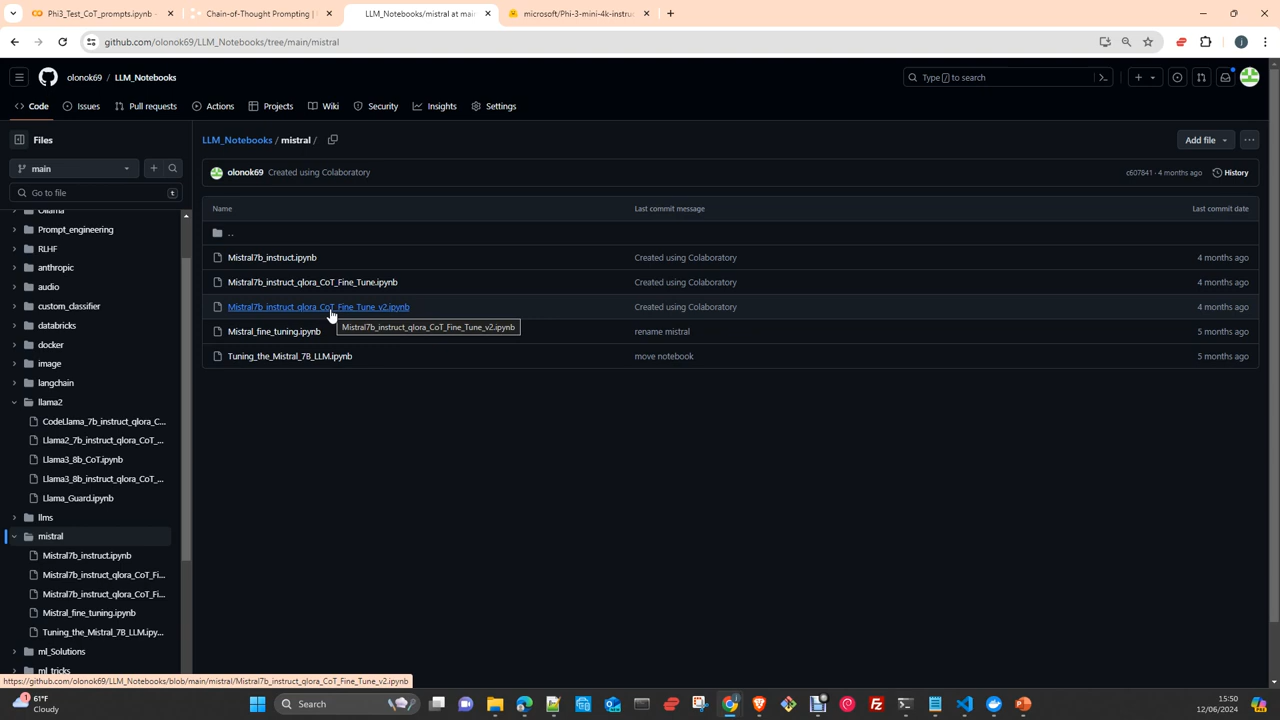 Phi3_Test_CoT_prompts.ipynb -
Chain-of-Thought Prompting |
LLM_Notebooks/mistral at mai
microsoft/Phi-3-mini-4k-instruc
github.com/olonok69/LLM_Notebooks/tree/main/mistral
olonok69 / LLM_Notebooks
Type / to search
Code
Issues
Pull requests
Actions
Projects
Wiki
Security
Insights
Settings
Files
LLM_Notebooks / mistral /
Add file
main
olonok69 Created using Colaboratory
c607841 · 4 months ago
History
Go to file
t
Name
Last commit message
Last commit date
Ollama
Prompt_engineering
RLHF
anthropic
audio
custom_classifier
databricks
docker
image
langchain
llama2
CodeLlama_7b_instruct_qlora_C...
Llama2_7b_instruct_qlora_CoT_...
Llama3_8b_CoT.ipynb
Llama3_8b_instruct_qlora_CoT_...
Llama_Guard.ipynb
llms
mistral
Mistral7b_instruct.ipynb
Mistral7b_instruct_qlora_CoT_Fi...
Mistral7b_instruct_qlora_CoT_Fi...
Mistral_fine_tuning.ipynb
Tuning_the_Mistral_7B_LLM.ipy...
ml_Solutions
ml_tricks
..
Mistral7b_instruct.ipynb Created using Colaboratory 4 months ago
Mistral7b_instruct_qlora_CoT_Fine_Tune.ipynb Created using Colaboratory 4 months ago
Mistral7b_instruct_qlora_CoT_Fine_Tune_v2.ipynb Created using Colaboratory 4 months ago
Mistral7b_instruct_qlora_CoT_Fine_Tune_v2.ipynb
Mistral_fine_tuning.ipynb rename mistral 5 months ago
Tuning_the_Mistral_7B_LLM.ipynb move notebook 5 months ago
https://github.com/olonok69/LLM_Notebooks/blob/main/mistral/Mistral7b_instruct_qlora_CoT_Fine_Tune_v2.ipynb
61°F
Cloudy
Search
15:50
12/06/2024